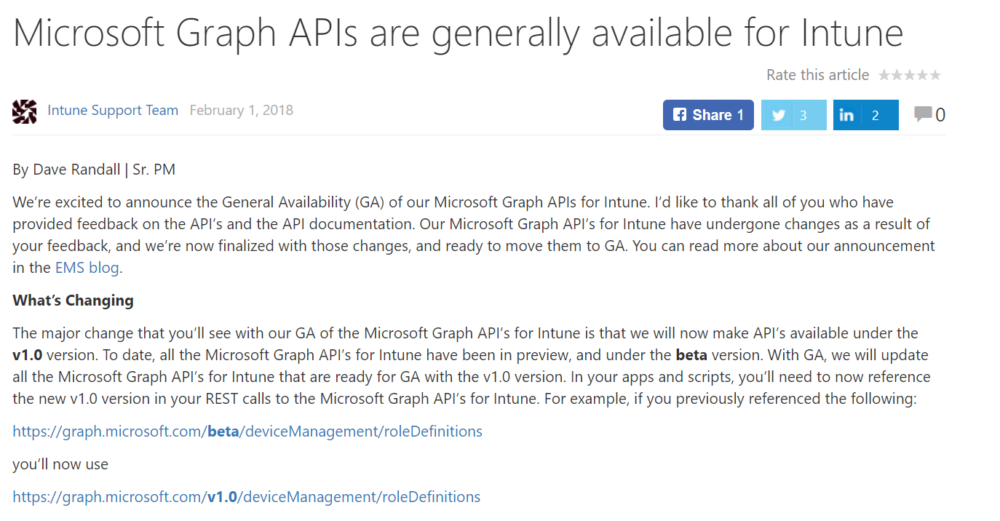 Microsoft Graph APIs are generally available for Intune
Rate this article
Intune Support Team February 1, 2018
Share 1
3
in 2
0
By Dave Randall | Sr. PM
We’re excited to announce the General Availability (GA) of our Microsoft Graph APIs for Intune. I’d like to thank all of you who have
provided feedback on the API’s and the API documentation. Our Microsoft Graph API’s for Intune have undergone changes as a result of
your feedback, and we’re now finalized with those changes, and ready to move them to GA. You can read more about our announcement
in the EMS blog.
What’s Changing
The major change that you’ll see with our GA of the Microsoft Graph API’s for Intune is that we will now make API’s available under the
v1.0 version. To date, all the Microsoft Graph API’s for Intune have been in preview, and under the beta version. With GA, we will update
all the Microsoft Graph API’s for Intune that are ready for GA with the v1.0 version. In your apps and scripts, you’ll need to now reference
the new v1.0 version in your REST calls to the Microsoft Graph API’s for Intune. For example, if you previously referenced the following:
https://graph.microsoft.com/beta/deviceManagement/roleDefinitions
you’ll now use
https://graph.microsoft.com/v1.0/deviceManagement/roleDefinitions